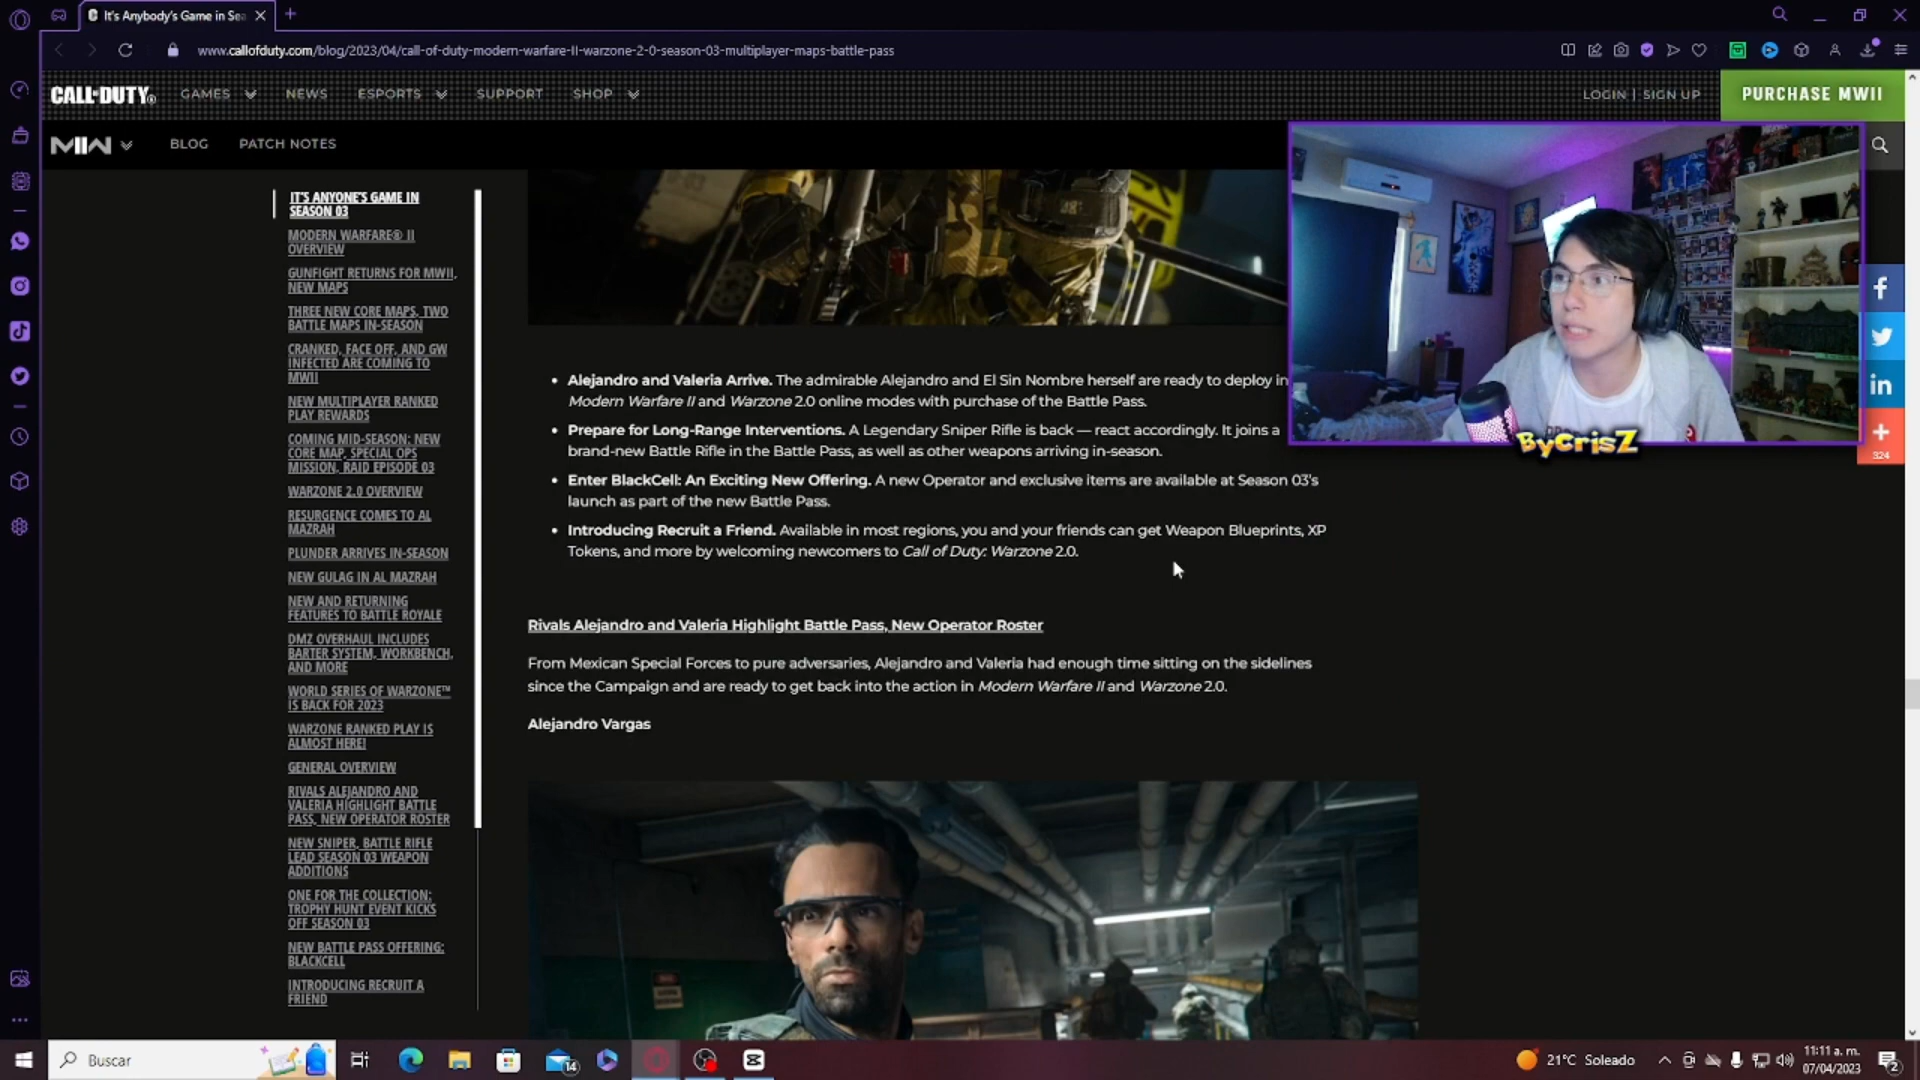 It's Anybody's Game in Sea
www.callofduty.com/blog/2023/04/call-of-duty-modern-warfare-II-warzone-2-0-season-03-multiplayer-maps-battle-pass
CALL·DUTY® GAMES NEWS ESPORTS SUPPORT SHOP LOGIN | SIGN UP PURCHASE MWII
MWII BLOG PATCH NOTES
IT'S ANYONE'S GAME IN
SEASON 03
MODERN WARFARE® II
OVERVIEW
GUNFIGHT RETURNS FOR MWII,
NEW MAPS
THREE NEW CORE MAPS, TWO
BATTLE MAPS IN-SEASON
CRANKED, FACE OFF, AND GW
INFECTED ARE COMING TO
MWII
NEW MULTIPLAYER RANKED
PLAY REWARDS
COMING MID-SEASON: NEW
CORE MAP, SPECIAL OPS
MISSION, RAID EPISODE 03
WARZONE 2.0 OVERVIEW
RESURGENCE COMES TO AL
MAZRAH
PLUNDER ARRIVES IN-SEASON
NEW GULAG IN AL MAZRAH
NEW AND RETURNING
FEATURES TO BATTLE ROYALE
DMZ OVERHAUL INCLUDES
BARTER SYSTEM, WORKBENCH,
AND MORE
WORLD SERIES OF WARZONE™
IS BACK FOR 2023
WARZONE RANKED PLAY IS
ALMOST HERE!
GENERAL OVERVIEW
RIVALS ALEJANDRO AND
VALERIA HIGHLIGHT BATTLE
PASS, NEW OPERATOR ROSTER
NEW SNIPER, BATTLE RIFLE
LEAD SEASON 03 WEAPON
ADDITIONS
ONE FOR THE COLLECTION:
TROPHY HUNT EVENT KICKS
OFF SEASON 03
NEW BATTLE PASS OFFERING:
BLACKCELL
INTRODUCING RECRUIT A
FRIEND
• Alejandro and Valeria Arrive. The admirable Alejandro and El Sin Nombre herself are ready to deploy in
Modern Warfare II and Warzone 2.0 online modes with purchase of the Battle Pass.
• Prepare for Long-Range Interventions. A Legendary Sniper Rifle is back — react accordingly. It joins a
brand-new Battle Rifle in the Battle Pass, as well as other weapons arriving in-season.
• Enter BlackCell: An Exciting New Offering. A new Operator and exclusive items are available at Season 03's
launch as part of the new Battle Pass.
• Introducing Recruit a Friend. Available in most regions, you and your friends can get Weapon Blueprints, XP
Tokens, and more by welcoming newcomers to Call of Duty: Warzone 2.0.
Rivals Alejandro and Valeria Highlight Battle Pass, New Operator Roster
From Mexican Special Forces to pure adversaries, Alejandro and Valeria had enough time sitting on the sidelines
since the Campaign and are ready to get back into the action in Modern Warfare II and Warzone 2.0.
Alejandro Vargas
ByCrisZ
324
Buscar
14
21°C Soleado
11:11 a. m.
07/04/2023
2